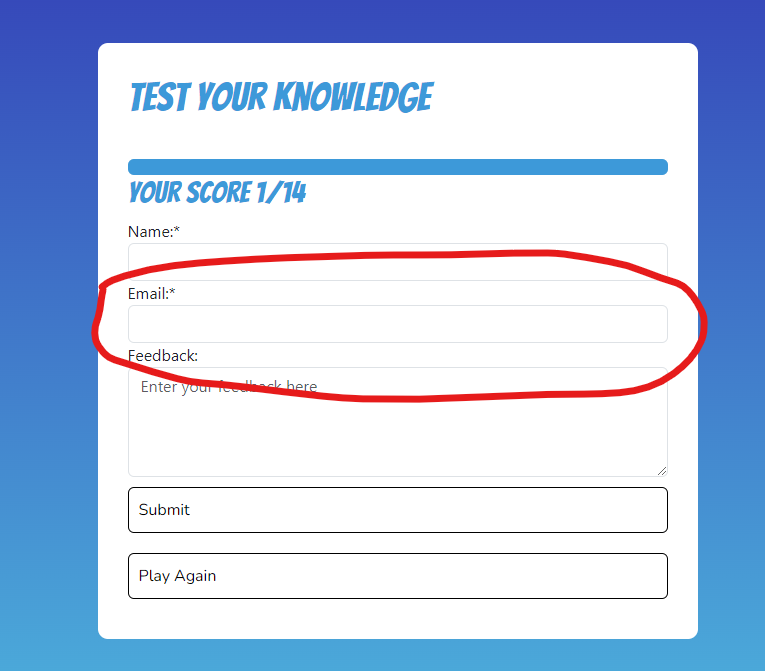 TEST YOUR KNOWLEDGE
YOUR SCORE 1/14
Name:*
Email:*
Feedback:
Enter your feedback here
Submit
Play Again